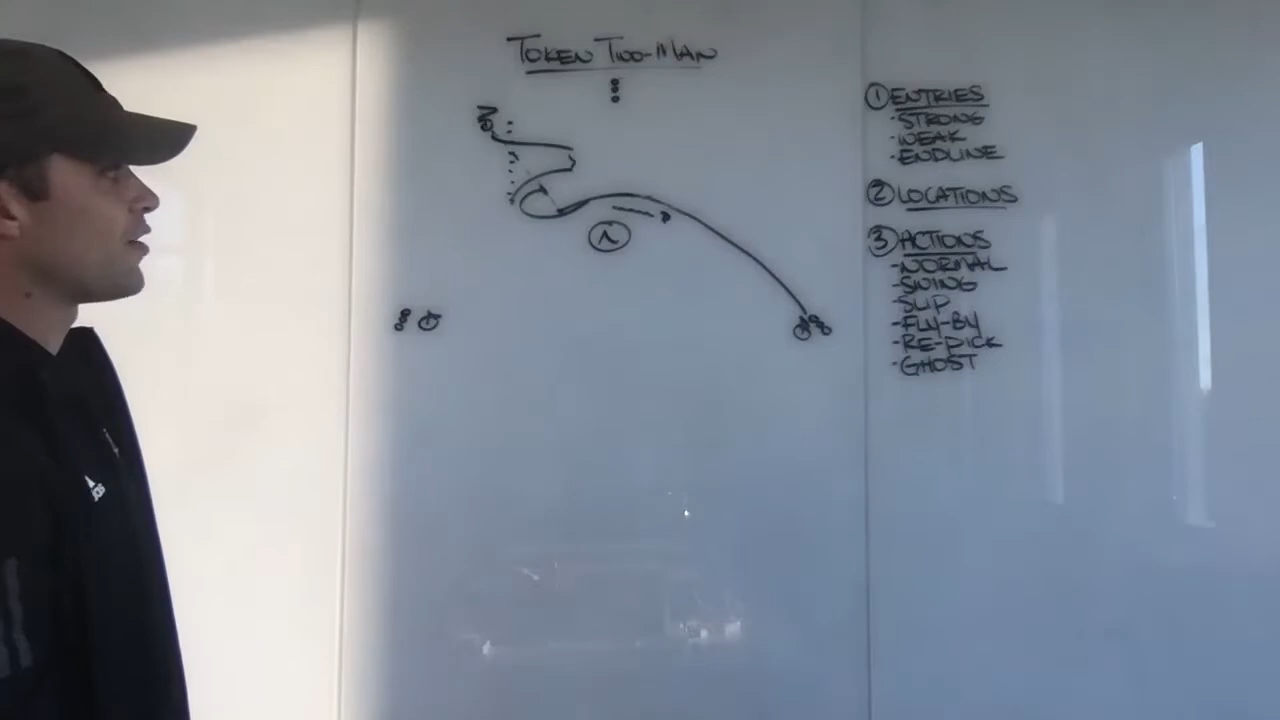 TOKEN TWO-MAN
① ENTRIES
·STRONG
·WEAK
·ENDLINE
② LOCATIONS
③ ACTIONS
-NORMAL
-SWING
-SLIP
-FLY-BY
-RE-PICK
-GHOST